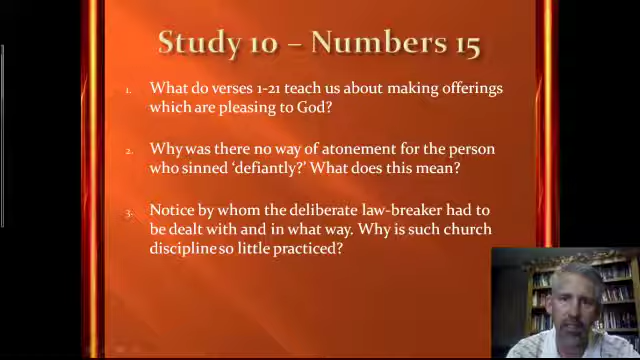 Study 10 – Numbers 15
1. What do verses 1-21 teach us about making offerings
which are pleasing to God?
2. Why was there no way of atonement for the person
who sinned ‘defiantly?’ What does this mean?
3. Notice by whom the deliberate law-breaker had to
be dealt with and in what way. Why is such church
discipline so little practiced?